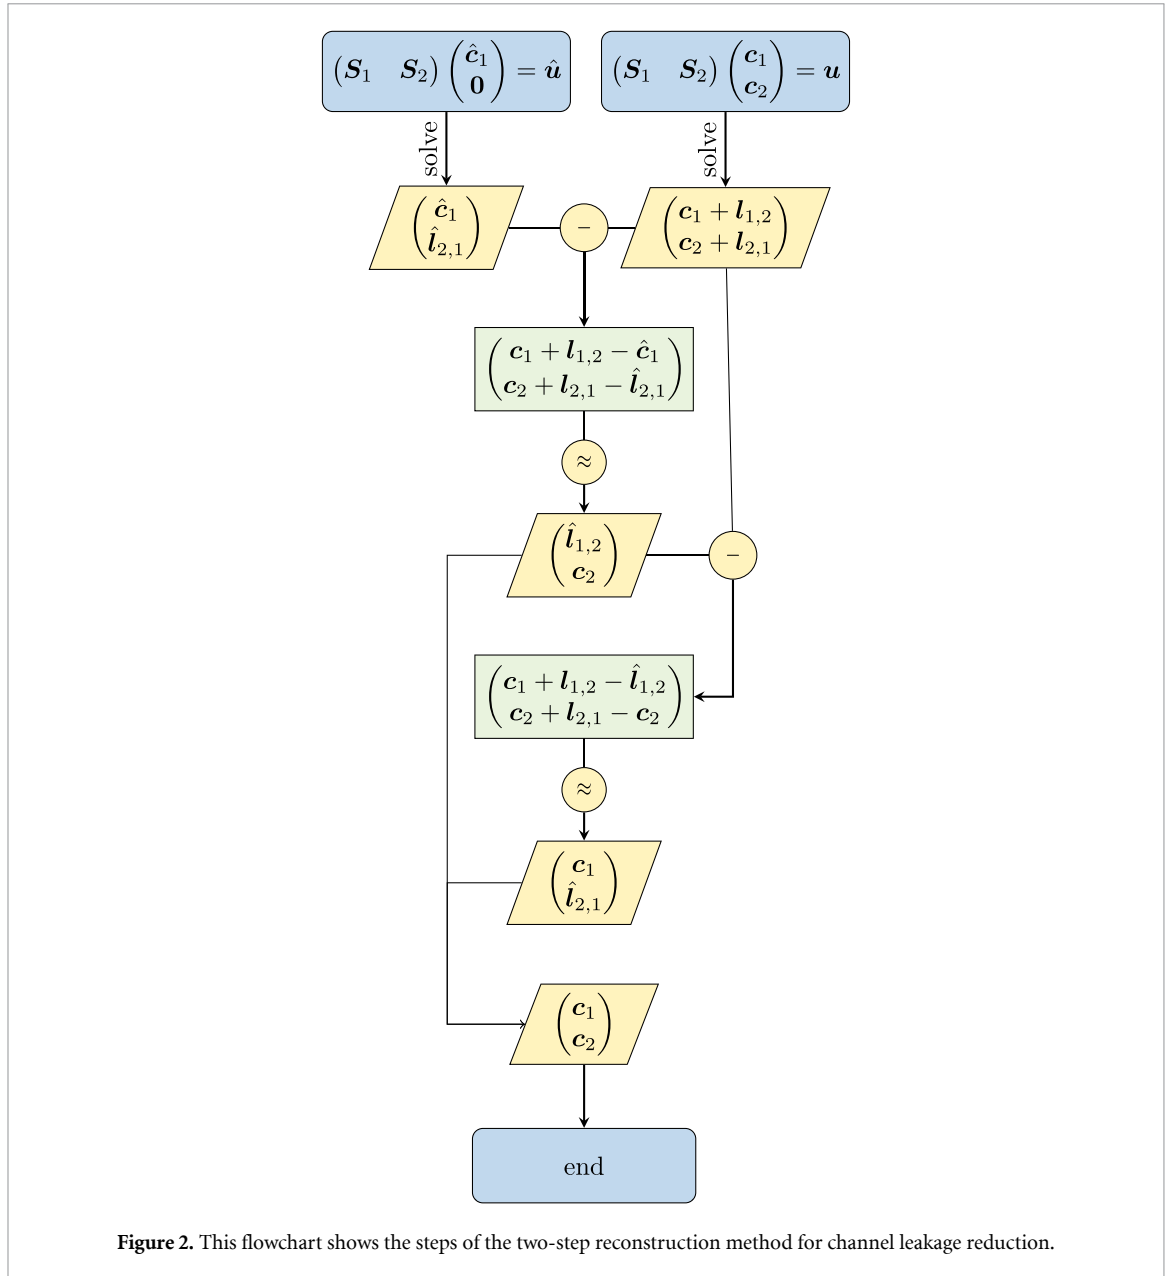 (S₁ S₂) (ĉ₁ 0) = û
(S₁ S₂) (c₁ c₂) = u
solve
solve
(ĉ₁
l̂₂,₁)
−
(c₁ + l₁,₂
c₂ + l₂,₁)
(c₁ + l₁,₂ − ĉ₁
c₂ + l₂,₁ − l̂₂,₁)
≈
(l̂₁,₂
c₂)
−
(c₁ + l₁,₂ − l̂₁,₂
c₂ + l₂,₁ − c₂)
≈
(c₁
l̂₂,₁)
(c₁
c₂)
end
Figure 2. This flowchart shows the steps of the two-step reconstruction method for channel leakage reduction.